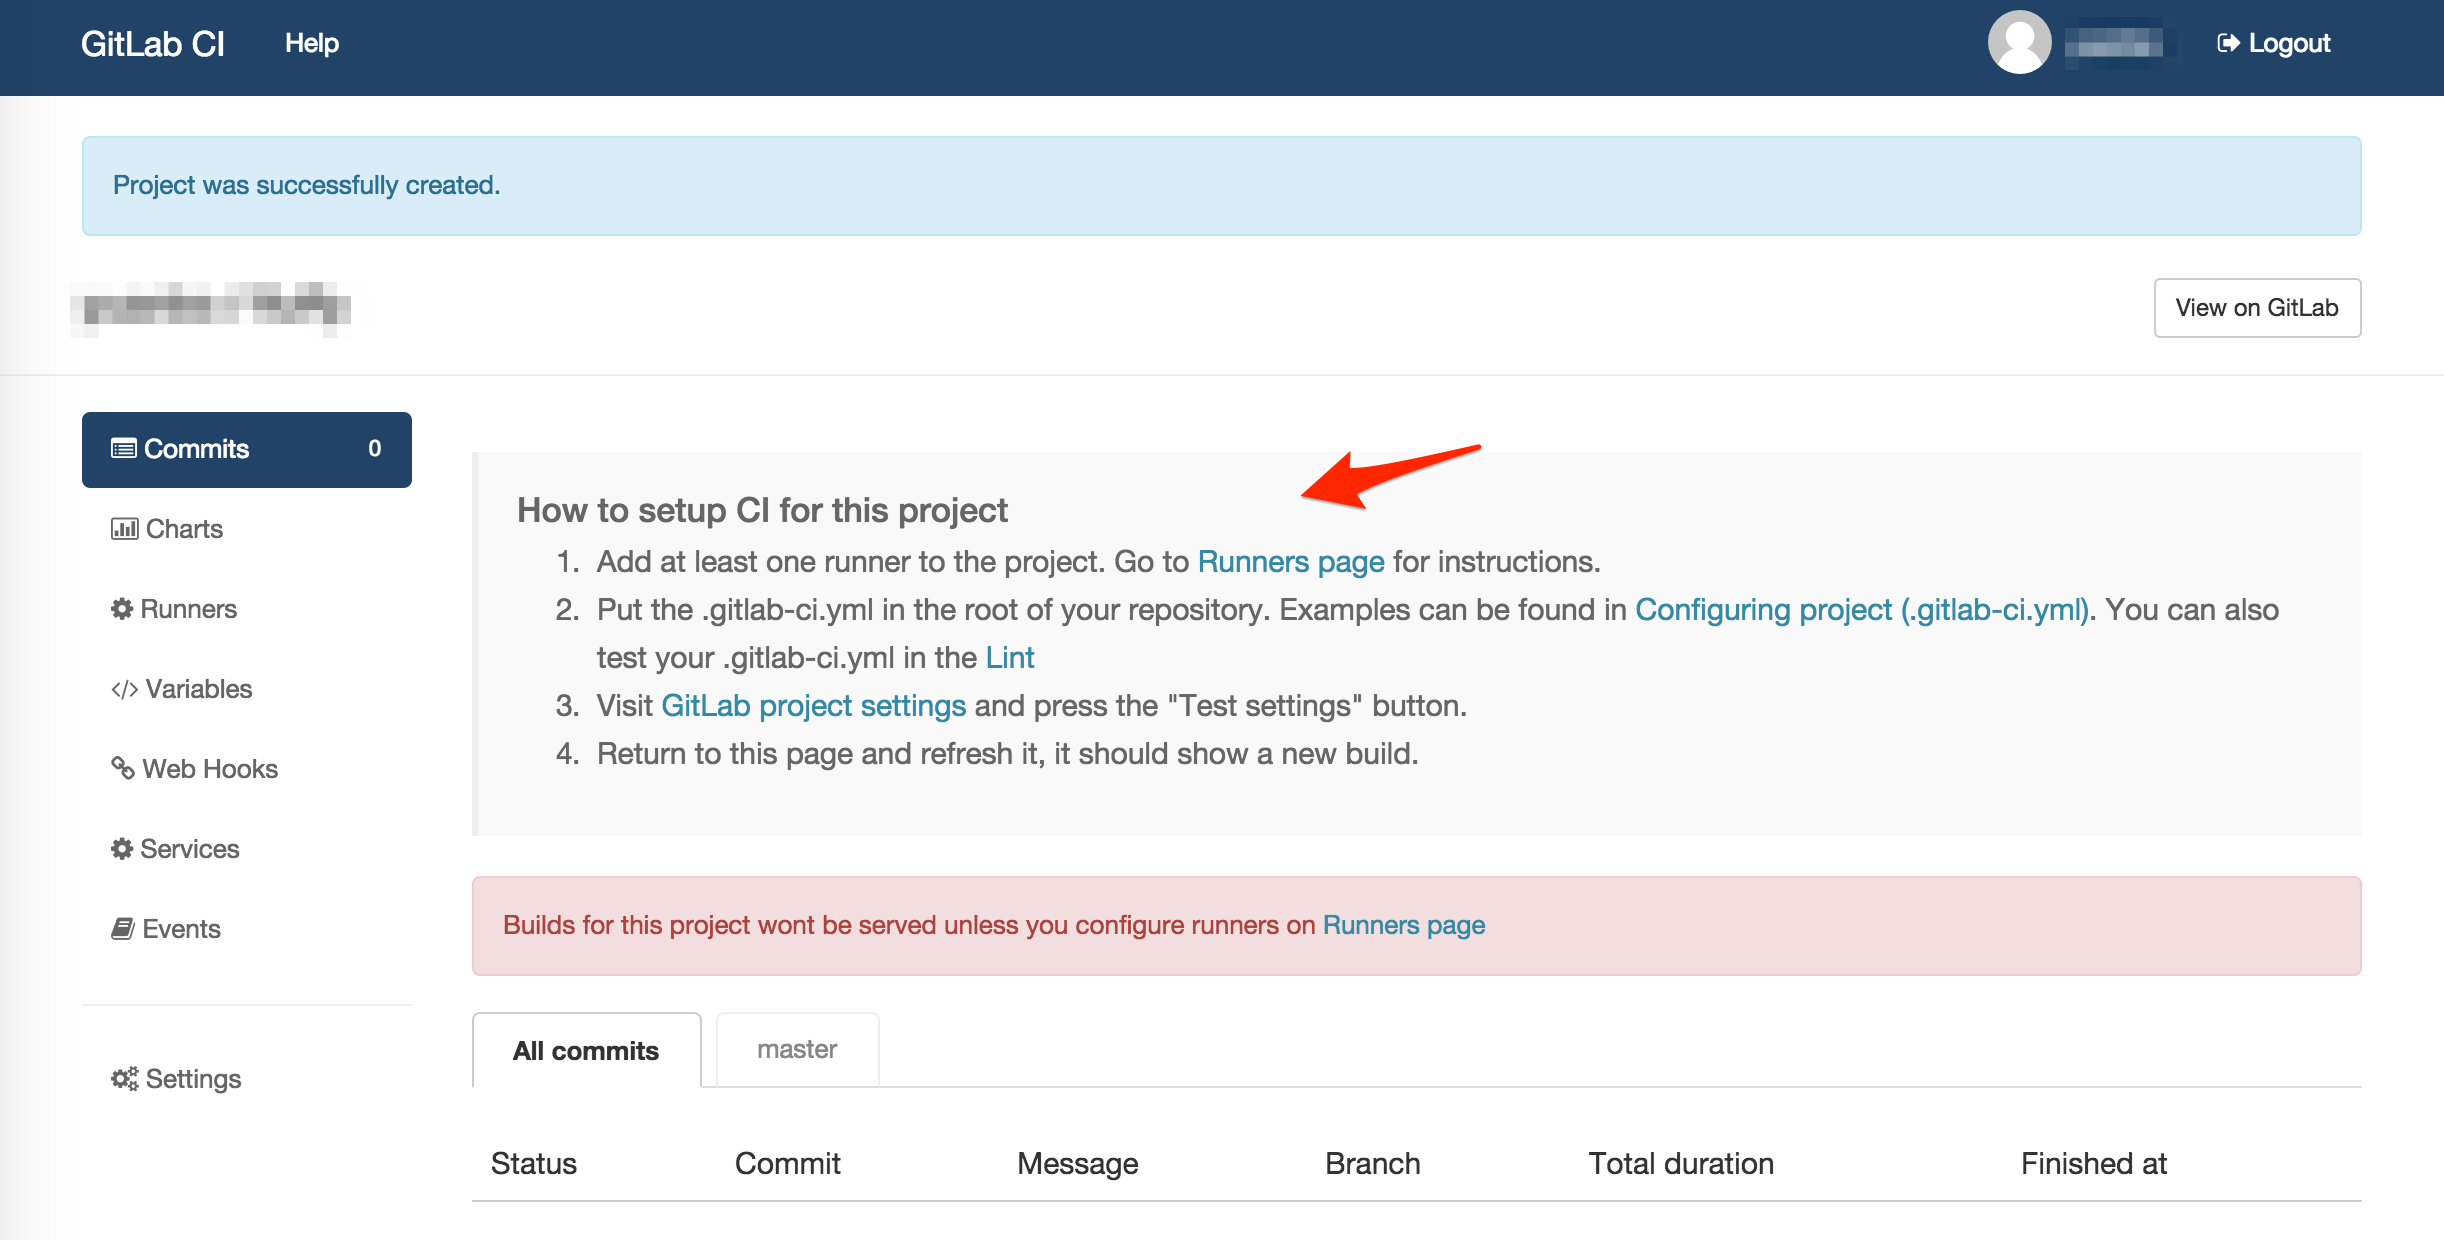 GitLab CI Help Logout
Project was successfully created.
View on GitLab
Commits 0
Charts
Runners
Variables
Web Hooks
Services
Events
Settings
How to setup CI for this project
1. Add at least one runner to the project. Go to Runners page for instructions.
2. Put the .gitlab-ci.yml in the root of your repository. Examples can be found in Configuring project (.gitlab-ci.yml). You can also
test your .gitlab-ci.yml in the Lint
3. Visit GitLab project settings and press the "Test settings" button.
4. Return to this page and refresh it, it should show a new build.
Builds for this project wont be served unless you configure runners on Runners page
All commits master
Status Commit Message Branch Total duration Finished at